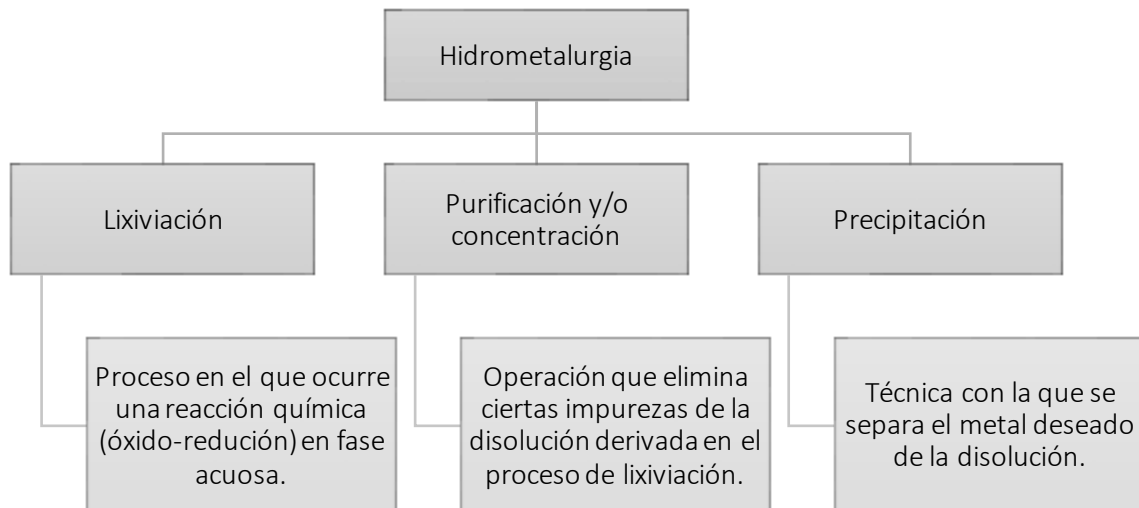 Hidrometalurgia
Lixiviación
Purificación y/o
concentración
Precipitación
Proceso en el que ocurre
una reacción química
(óxido-redución) en fase
acuosa.
Operación que elimina
ciertas impurezas de la
disolución derivada en el
proceso de lixiviación.
Técnica con la que se
separa el metal deseado
de la disolución.